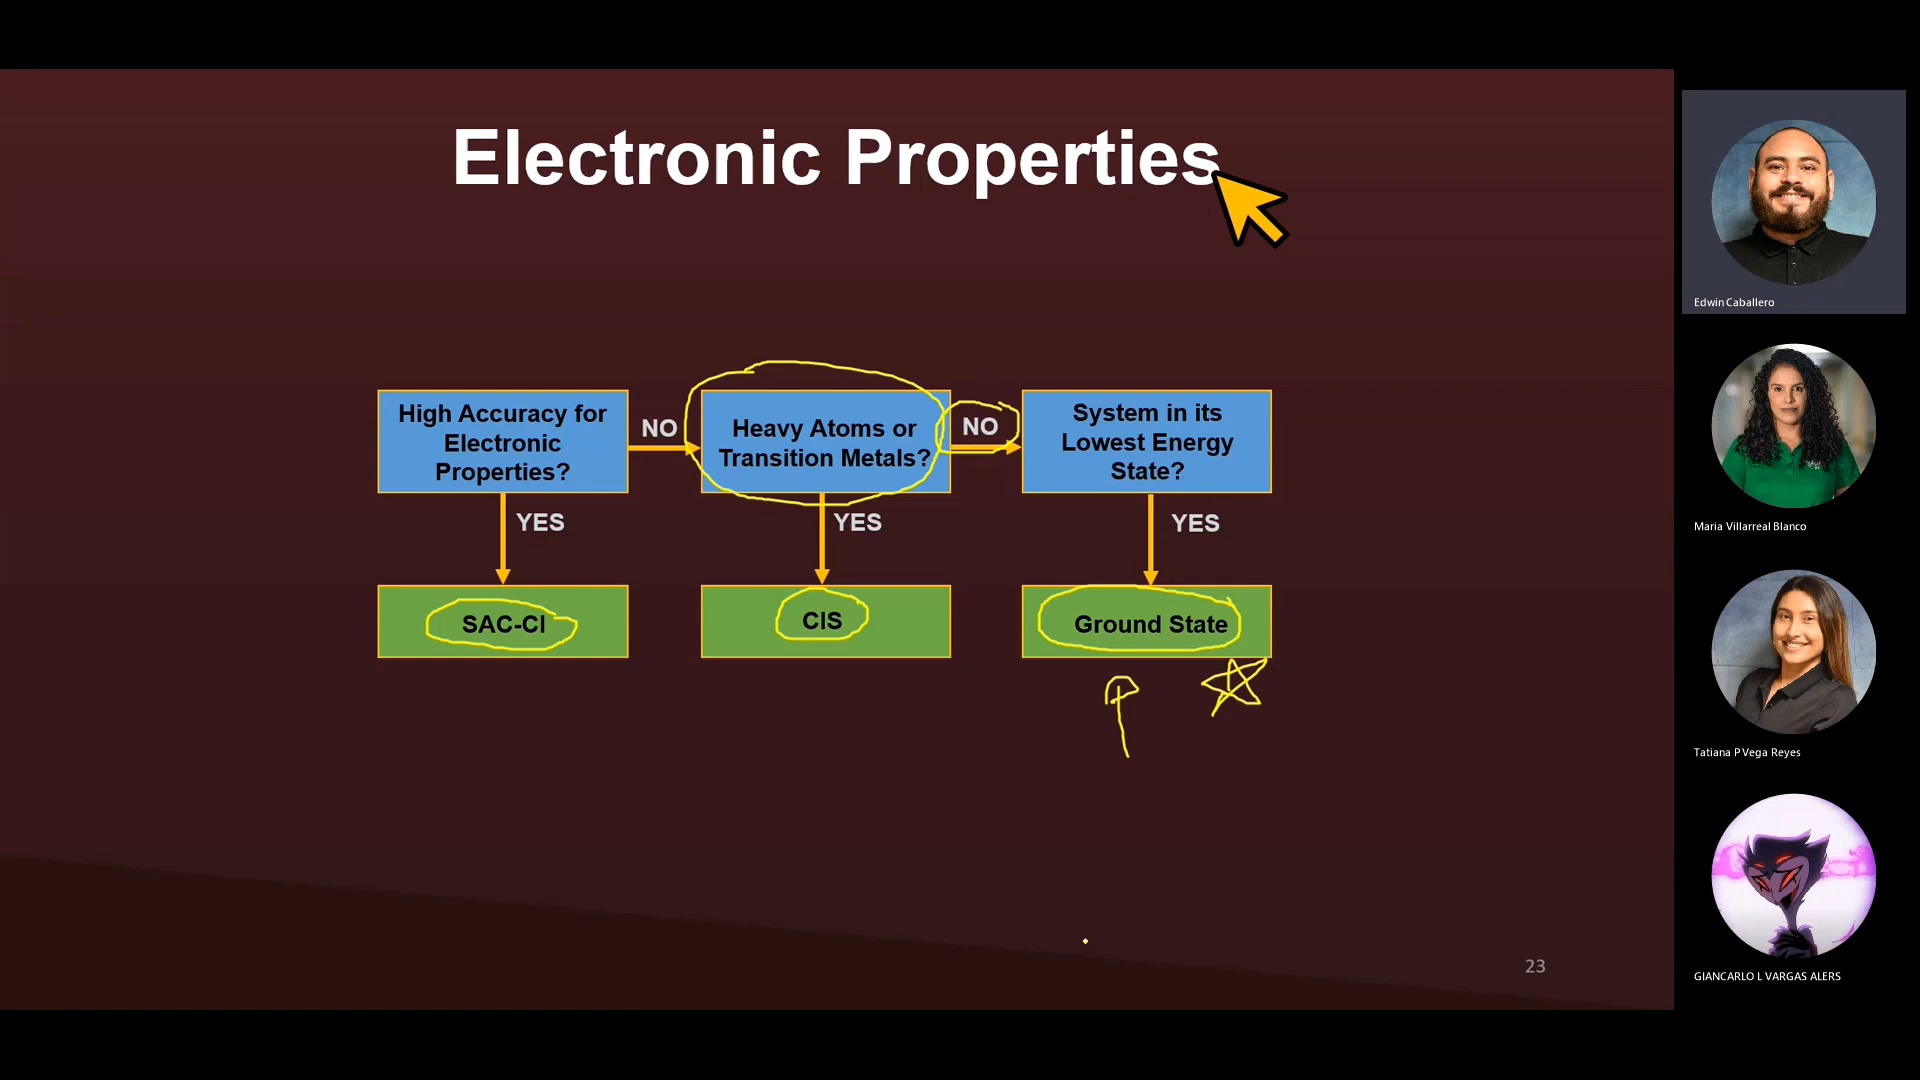 Electronic Properties
High Accuracy for
Electronic
Properties?
NO
Heavy Atoms or
Transition Metals?
NO
System in its
Lowest Energy
State?
YES
YES
YES
SAC-CI
CIS
Ground State
23
Edwin Caballero
Maria Villarreal Blanco
Tatiana P Vega Reyes
GIANCARLO L VARGAS ALERS